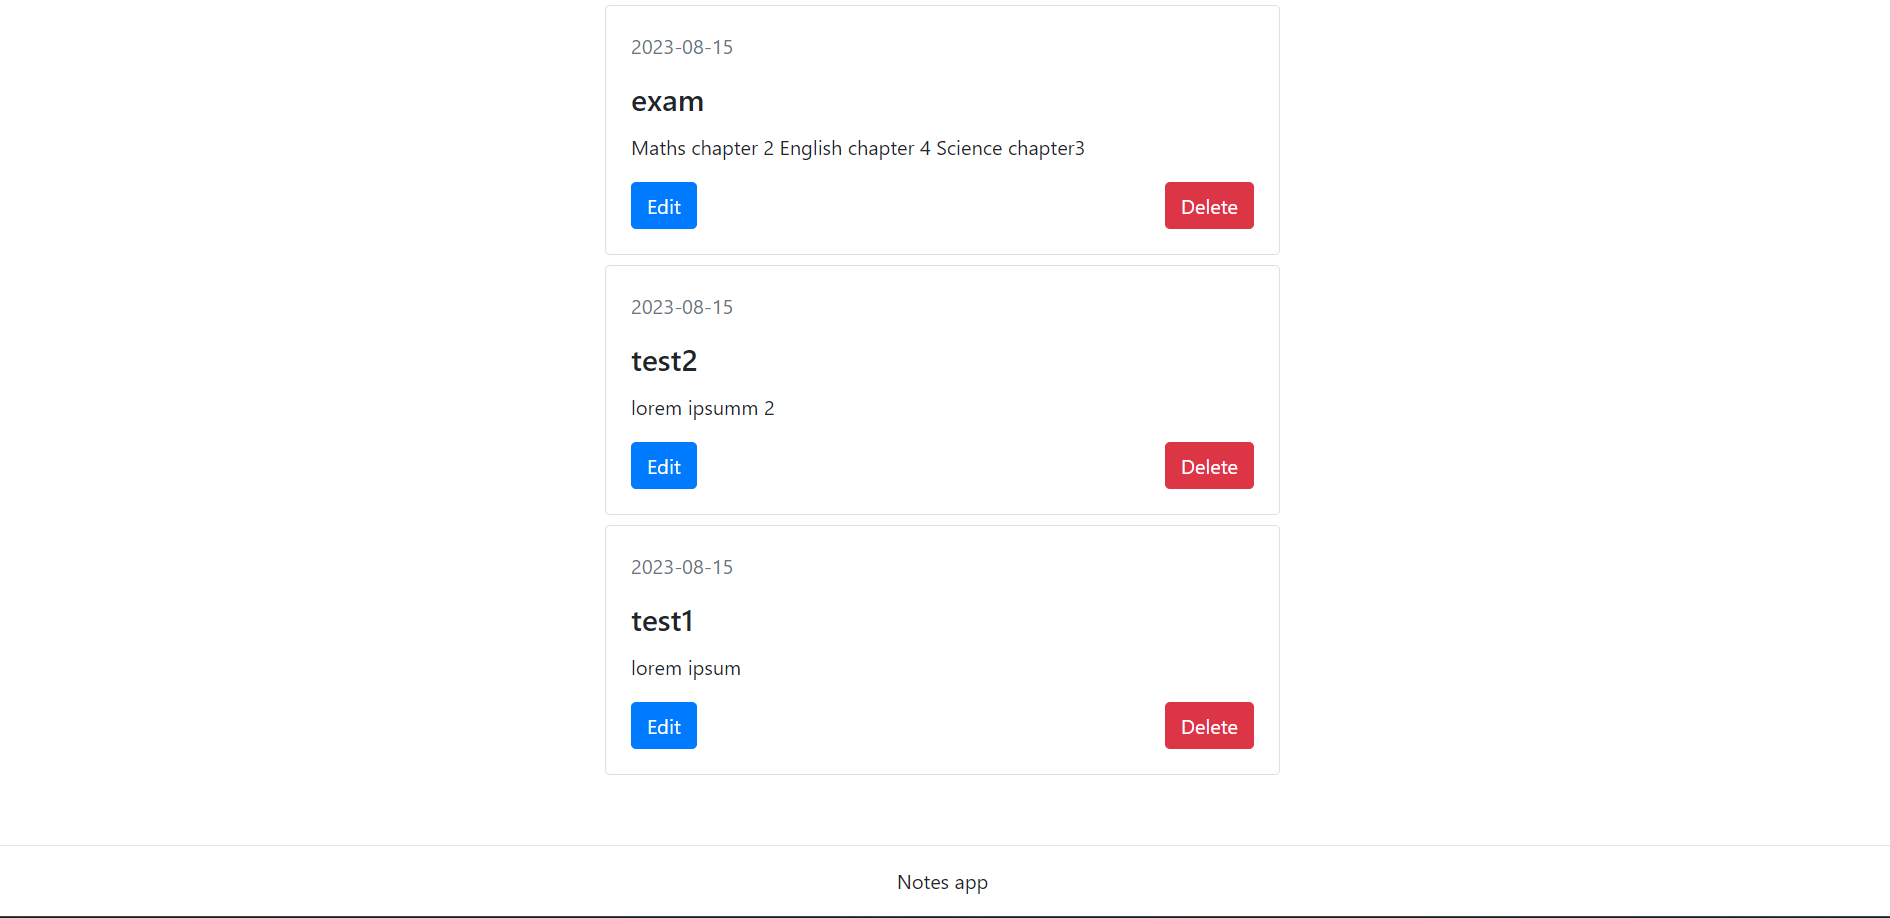 2023-08-15
exam
Maths chapter 2 English chapter 4 Science chapter3
Edit
Delete
2023-08-15
test2
lorem ipsumm 2
Edit
Delete
2023-08-15
test1
lorem ipsum
Edit
Delete
Notes app